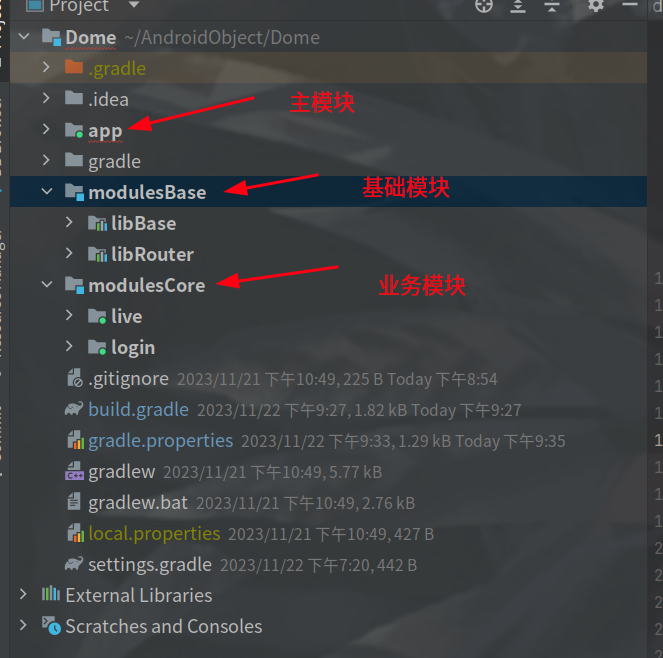 Project
Dome ~/AndroidObject/Dome
.gradle
.idea
主模块
app
gradle
modulesBase
基础模块
libBase
libRouter
modulesCore
业务模块
live
login
.gitignore 2023/11/21 下午10:49, 225 B Today 下午8:54
build.gradle 2023/11/22 下午9:27, 1.82 kB Today 下午9:27
gradle.properties 2023/11/22 下午9:33, 1.29 kB Today 下午9:35
gradlew 2023/11/21 下午10:49, 5.77 kB
gradlew.bat 2023/11/21 下午10:49, 2.76 kB
local.properties 2023/11/21 下午10:49, 427 B
settings.gradle 2023/11/22 下午7:20, 442 B
External Libraries
Scratches and Consoles